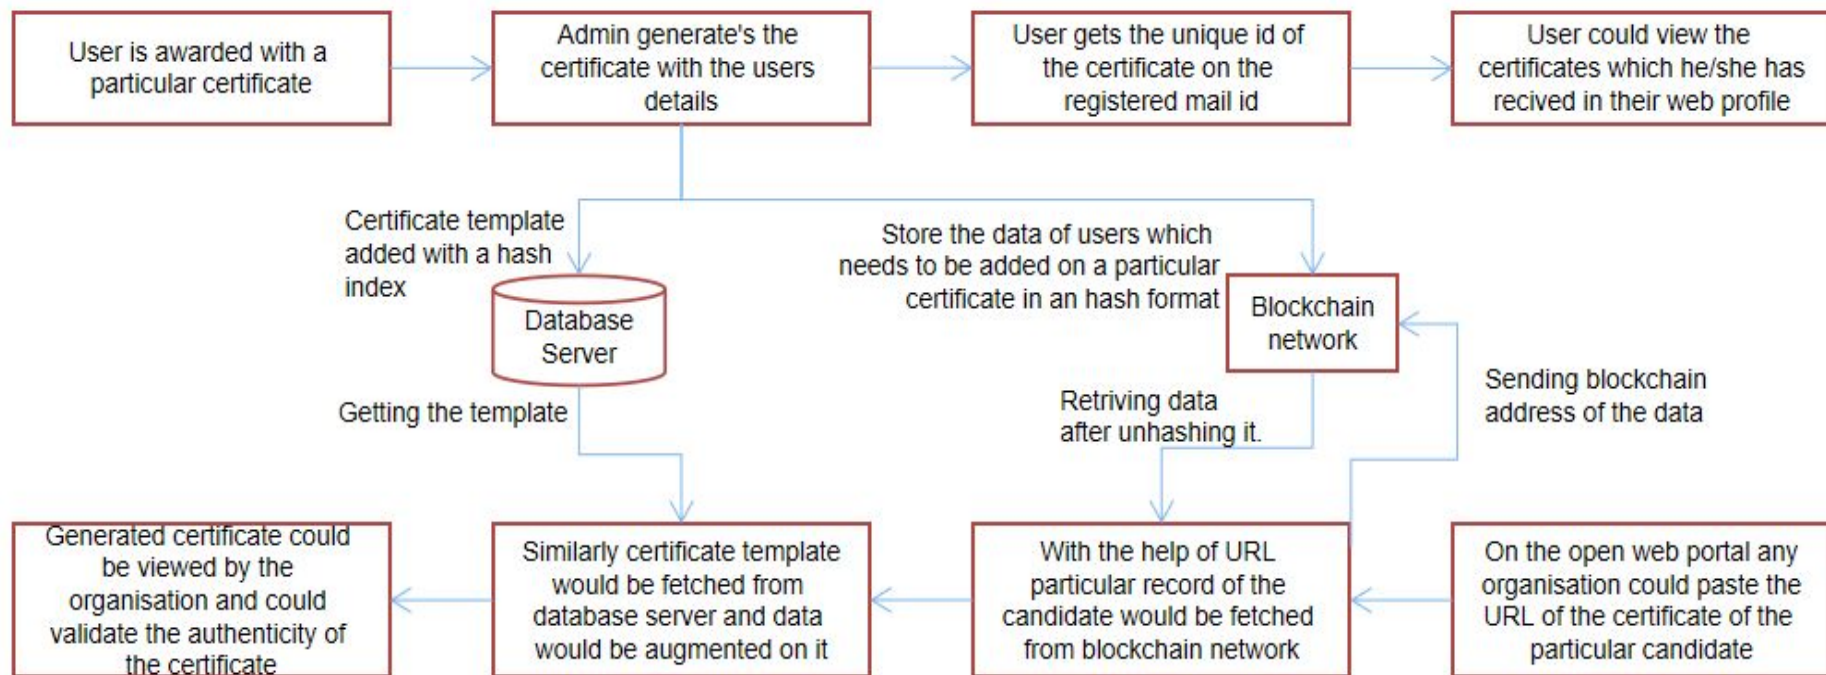 User is awarded with a
particular certificate
Admin generate's the
certificate with the users
details
User gets the unique id of
the certificate on the
registered mail id
User could view the
certificates which he/she has
recived in their web profile
Certificate template
added with a hash
index
Store the data of users which
needs to be added on a particular
certificate in an hash format
Database
Server
Blockchain
network
Getting the template
Retriving data
after unhashing it.
Sending blockchain
address of the data
Generated certificate could
be viewed by the
organisation and could
validate the authenticity of
the certificate
Similarly certificate template
would be fetched from
database server and data
would be augmented on it
With the help of URL
particular record of the
candidate would be fetched
from blockchain network
On the open web portal any
organisation could paste the
URL of the certificate of the
particular candidate